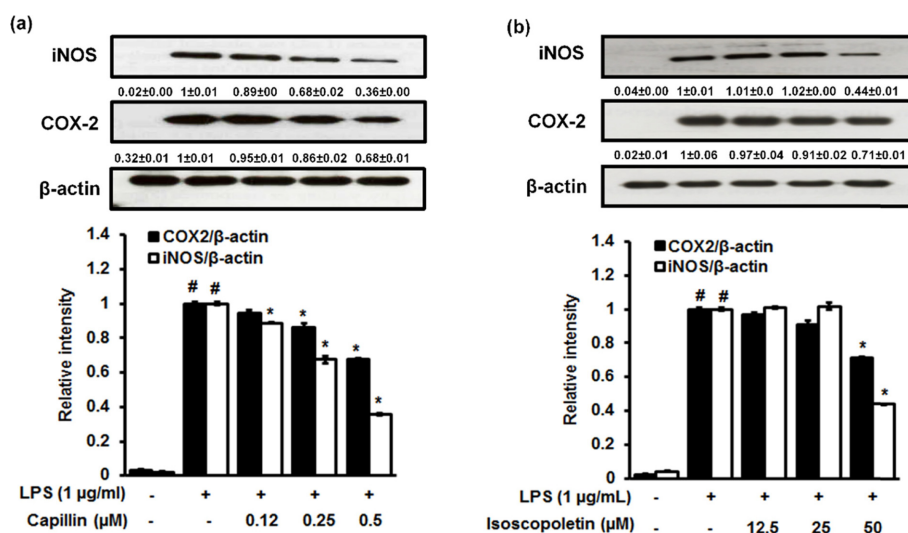 (a)
iNOS
0.02±0.00 1±0.01 0.89±00 0.68±0.02 0.36±0.00
COX-2
0.32±0.01 1±0.01 0.95±0.01 0.86±0.02 0.68±0.01
β-actin
1.4
1.2
1
0.8
0.6
0.4
0.2
0
Relative intensity
COX2/β-actin
iNOS/β-actin
# # * * * * *
LPS (1 µg/ml) - + + + +
Capillin (µM) - - 0.12 0.25 0.5
(b)
iNOS
0.04±0.00 1±0.01 1.01±0.0 1.02±0.00 0.44±0.01
COX-2
0.02±0.01 1±0.06 0.97±0.04 0.91±0.02 0.71±0.01
β-actin
1.4
1.2
1
0.8
0.6
0.4
0.2
0
Relative intensity
COX2/β-actin
iNOS/β-actin
# # * *
LPS (1 µg/mL) - + + + +
Isoscopoletin (µM) - - 12.5 25 50